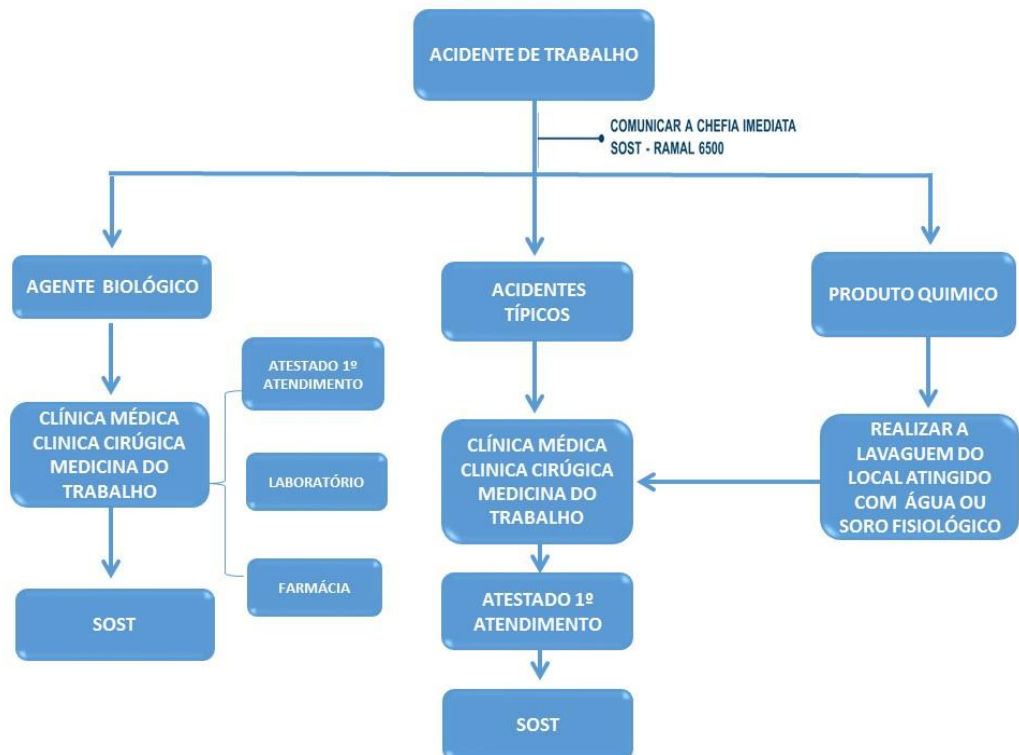 ACIDENTE DE TRABALHO
COMUNICAR A CHEFIA IMEDIATA
SOST - RAMAL 6500
AGENTE BIOLÓGICO
ACIDENTES
TÍPICOS
PRODUTO QUIMICO
ATESTADO 1º
ATENDIMENTO
CLÍNICA MÉDICA
CLINICA CIRÚGICA
MEDICINA DO
TRABALHO
LABORATÓRIO
FARMÁCIA
SOST
CLÍNICA MÉDICA
CLINICA CIRÚGICA
MEDICINA DO
TRABALHO
REALIZAR A
LAVAGUEM DO
LOCAL ATINGIDO
COM ÁGUA OU
SORO FISIOLÓGICO
ATESTADO 1º
ATENDIMENTO
SOST